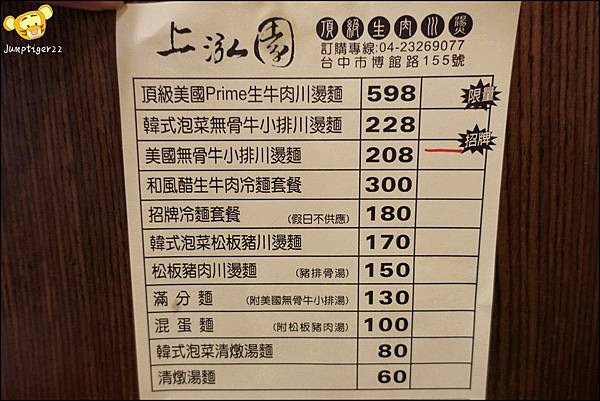 Jumptiger22
上泓園 頂級生肉川燙
訂購專線:04-23269077
台中市博館路155號
頂級美國Prime生牛肉川燙麵 598 限量
韓式泡菜無骨牛小排川燙麵 228
美國無骨牛小排川燙麵 208 招牌
和風醋生牛肉冷麵套餐 300
招牌冷麵套餐 (假日不供應) 180
韓式泡菜松板豬川燙麵 170
松板豬肉川燙麵 (豬排骨湯) 150
滿分麵 (附美國無骨牛小排湯) 130
混蛋麵 (附松板豬肉湯) 100
韓式泡菜清燉湯麵 80
清燉湯麵 60